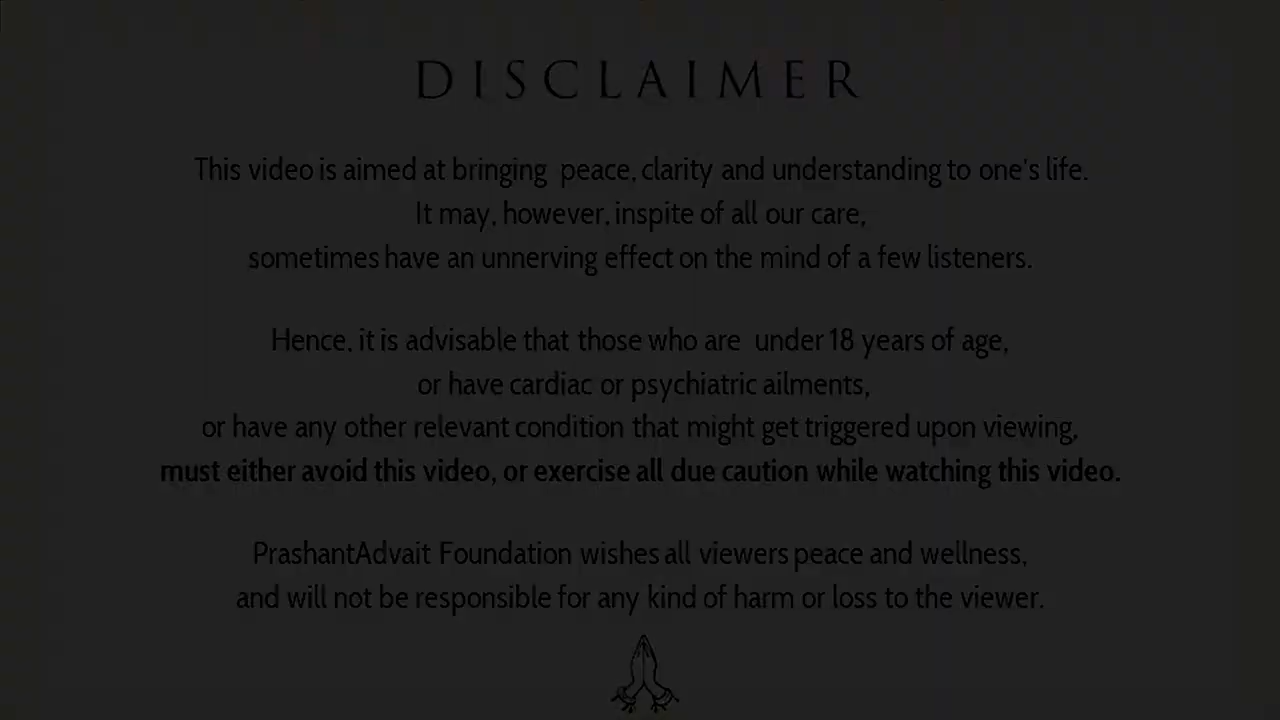 DISCLAIMER
This video is aimed at bringing peace, clarity and understanding to one's life.
It may, however, inspite of all our care,
sometimes have an unnerving effect on the mind of a few listeners.
Hence, it is advisable that those who are under 18 years of age,
or have cardiac or psychiatric ailments,
or have any other relevant condition that might get triggered upon viewing,
must either avoid this video, or exercise all due caution while watching this video.
PrashantAdvait Foundation wishes all viewers peace and wellness,
and will not be responsible for any kind of harm or loss to the viewer.